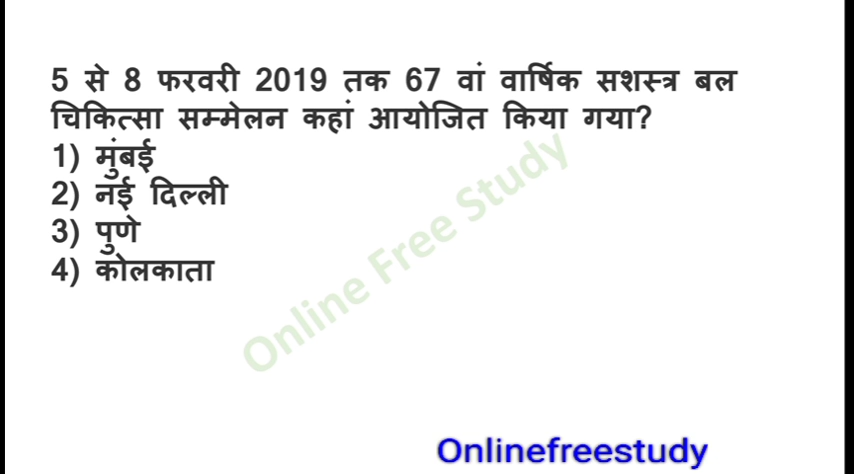 5 से 8 फरवरी 2019 तक 67 वां वार्षिक सशस्त्र बल
चिकित्सा सम्मेलन कहां आयोजित किया गया?
1) मुंबई
2) नई दिल्ली
3) पुणे
4) कोलकाता
Online Free Study
Onlinefreestudy